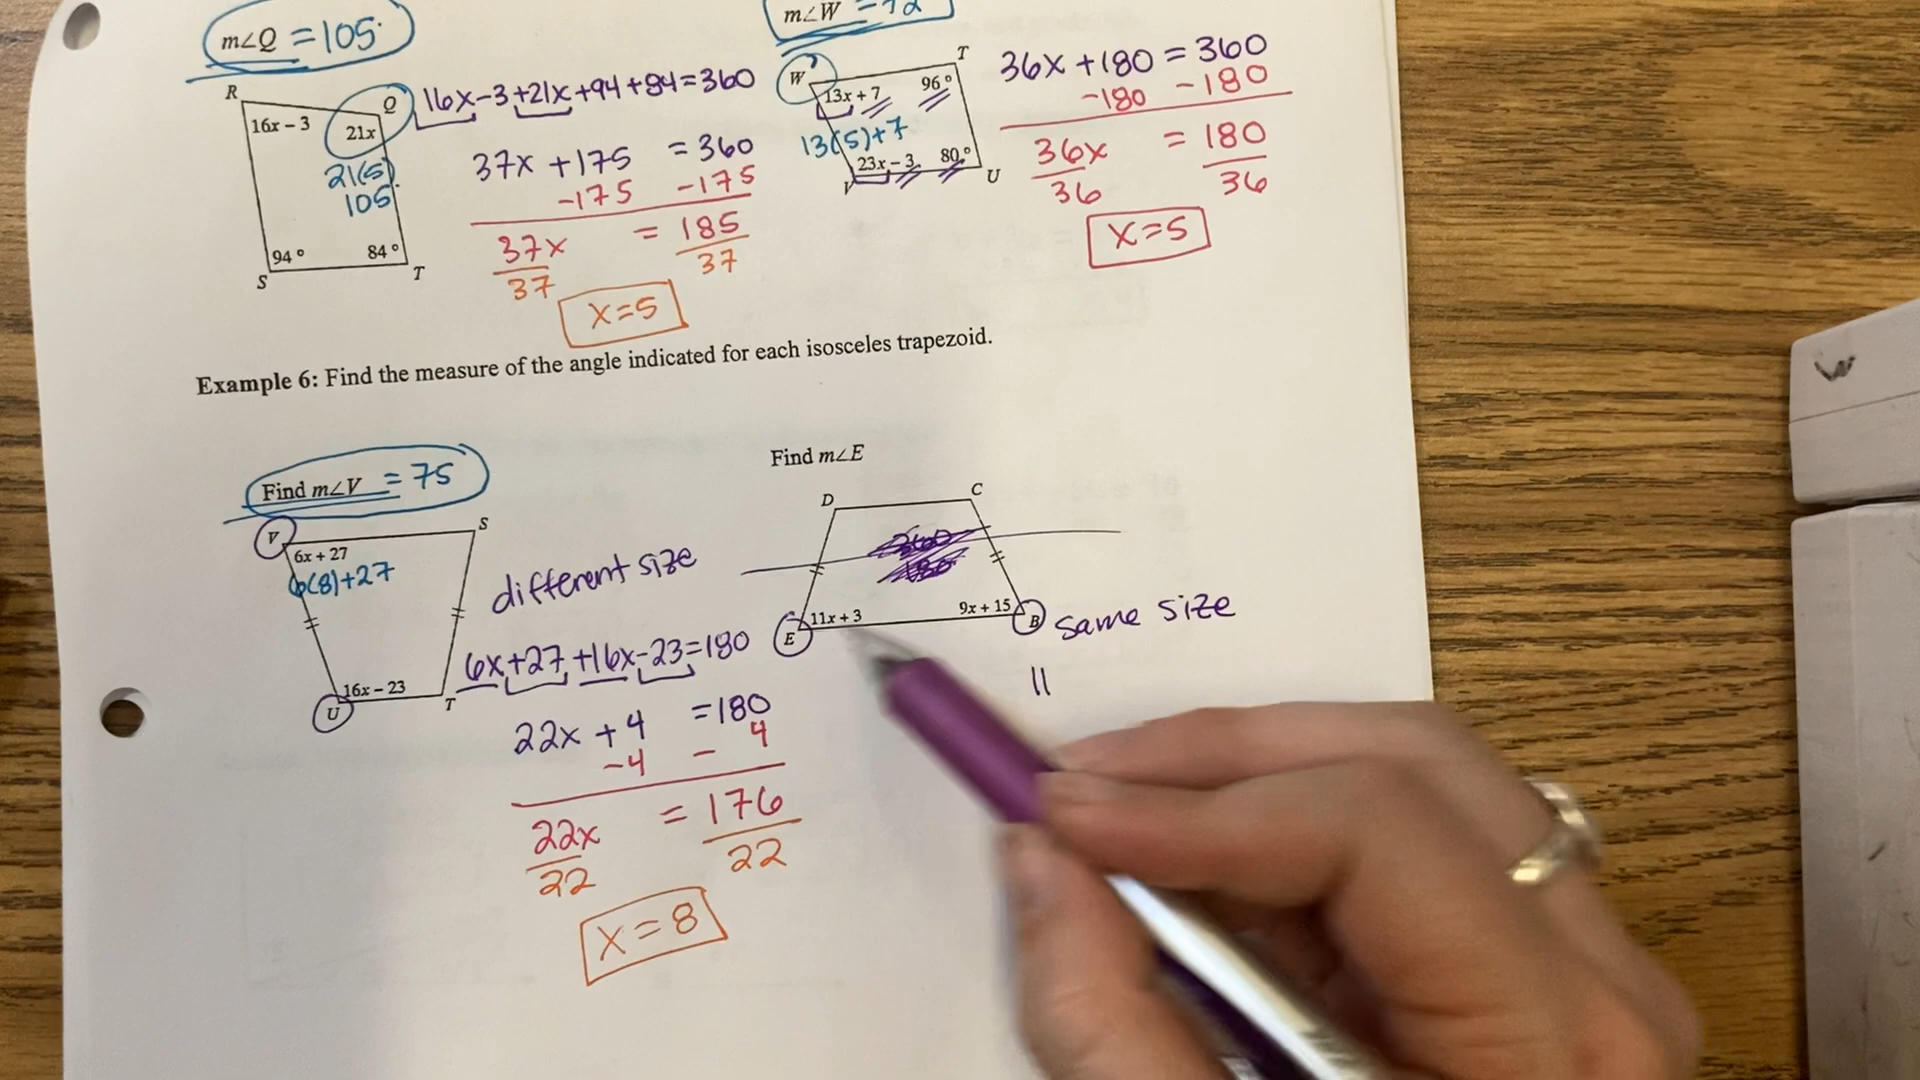 m∠Q = 105°
R
Q
16x – 3
21x
21(5)
105
94 °
84 °
S
T
16x-3+21x+94+84=360
37x +175 = 360
-175 -175
37x = 185
37 37
x=5
m∠W = 72
W
T
13x + 7
96 °
13(5)+7
23x – 3
80 °
V
U
36x +180 = 360
-180 -180
36x = 180
36 36
x=5
Example 6: Find the measure of the angle indicated for each isosceles trapezoid.
Find m∠V = 75
V
S
6x + 27
6(8)+27
16x – 23
U
T
different size
6x+27+16x-23=180
22x + 4 = 180
-4 - 4
22x = 176
22 22
x=8
Find m∠E
D
C
360
180
11x + 3
9x + 15
E
B
same size
11